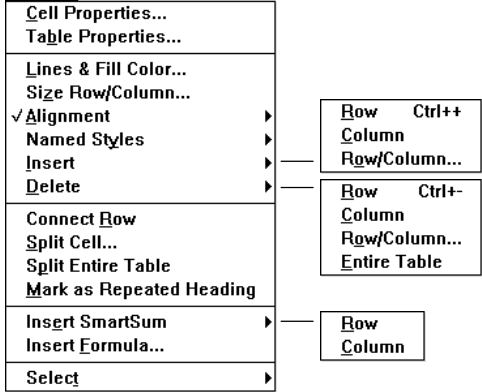 Cell Properties...
Table Properties...
Lines & Fill Color...
Size Row/Column...
✓Alignment
Named Styles
Insert
Delete
Connect Row
Split Cell...
Split Entire Table
Mark as Repeated Heading
Insert SmartSum
Insert Formula...
Select
Row Ctrl++
Column
Row/Column...
Row Ctrl+-
Column
Row/Column...
Entire Table
Row
Column